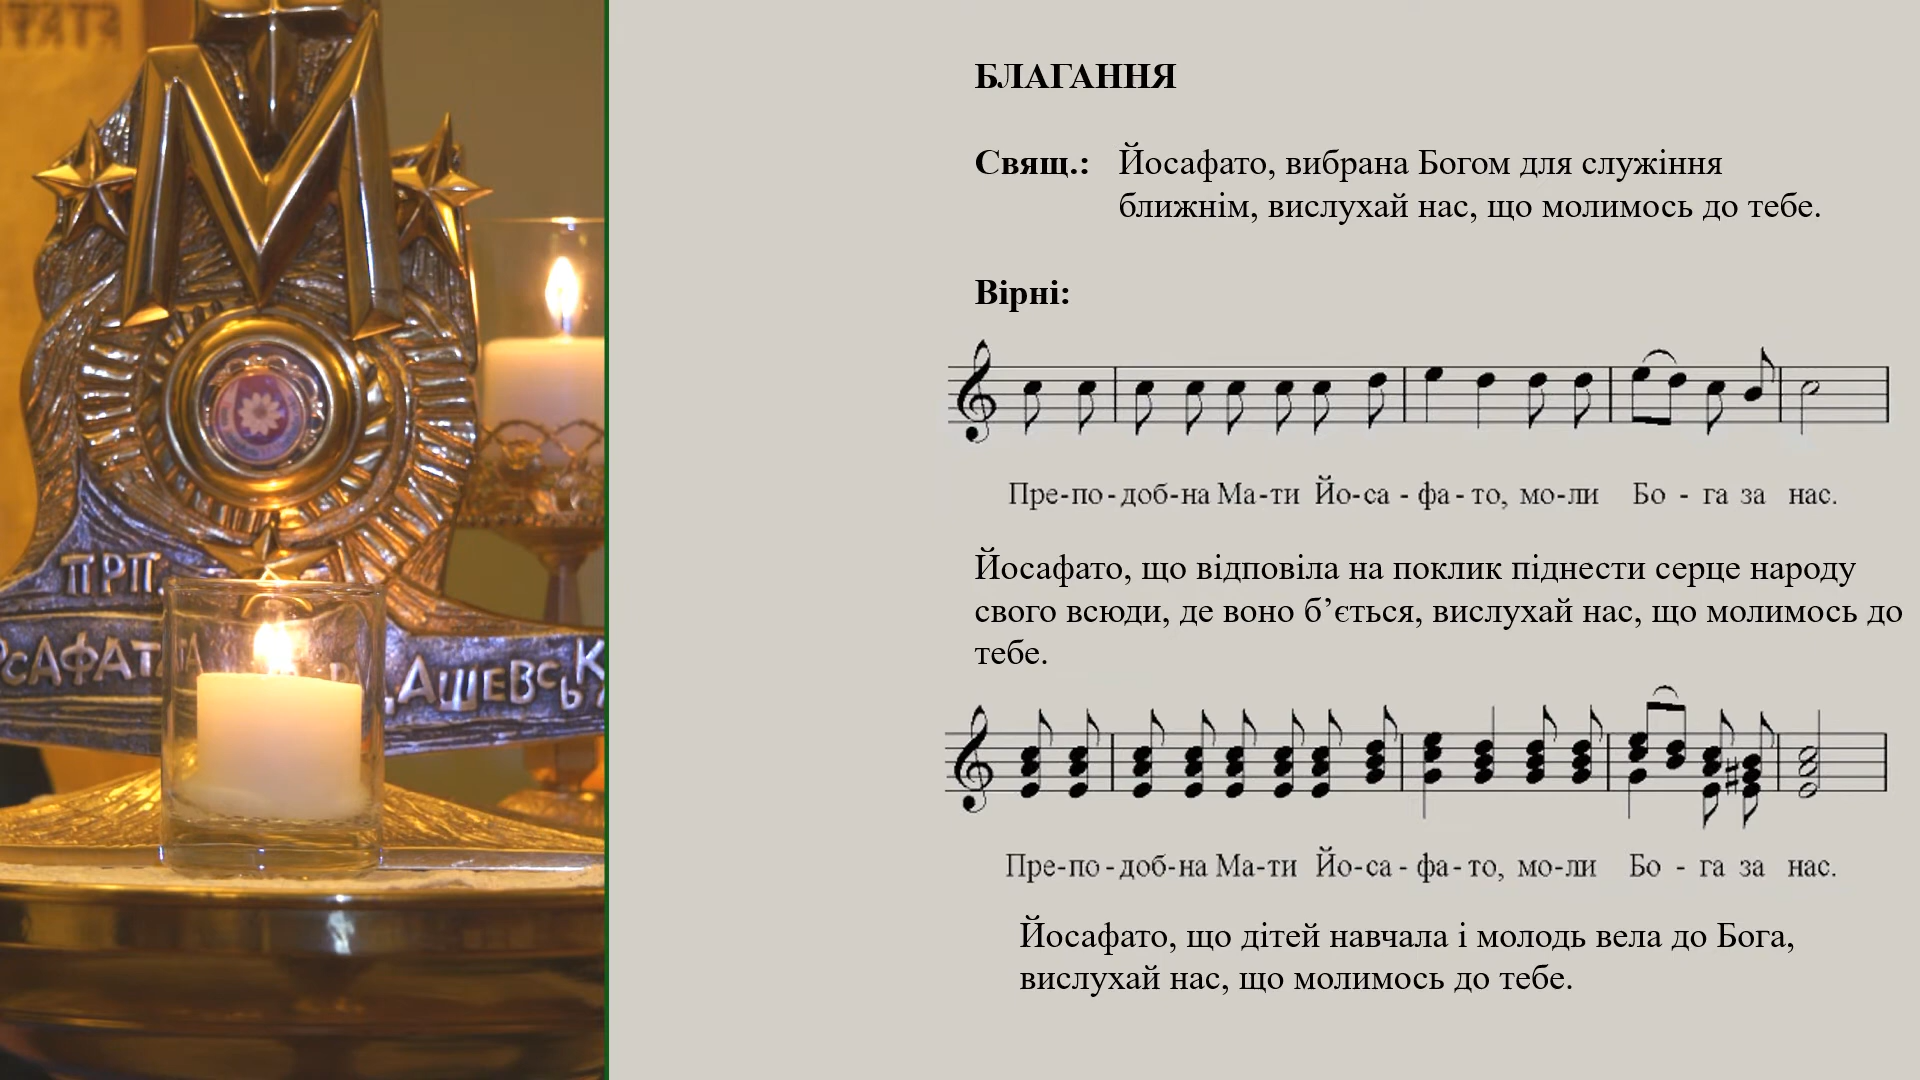 ПРП.
АШЕВСЬК
БЛАГАННЯ
Свящ.: Йосафато, вибрана Богом для служіння
ближнім, вислухай нас, що молимось до тебе.
Вірні:
Пре-по-доб-на Ма-ти Йо-са-фа-то, мо-ли Бо - га за нас.
Йосафато, що відповіла на поклик піднести серце народу
свого всюди, де воно б’ється, вислухай нас, що молимось до
тебе.
Пре-по-доб-на Ма-ти Йо-са-фа-то, мо-ли Бо - га за нас.
Йосафато, що дітей навчала і молодь вела до Бога,
вислухай нас, що молимось до тебе.